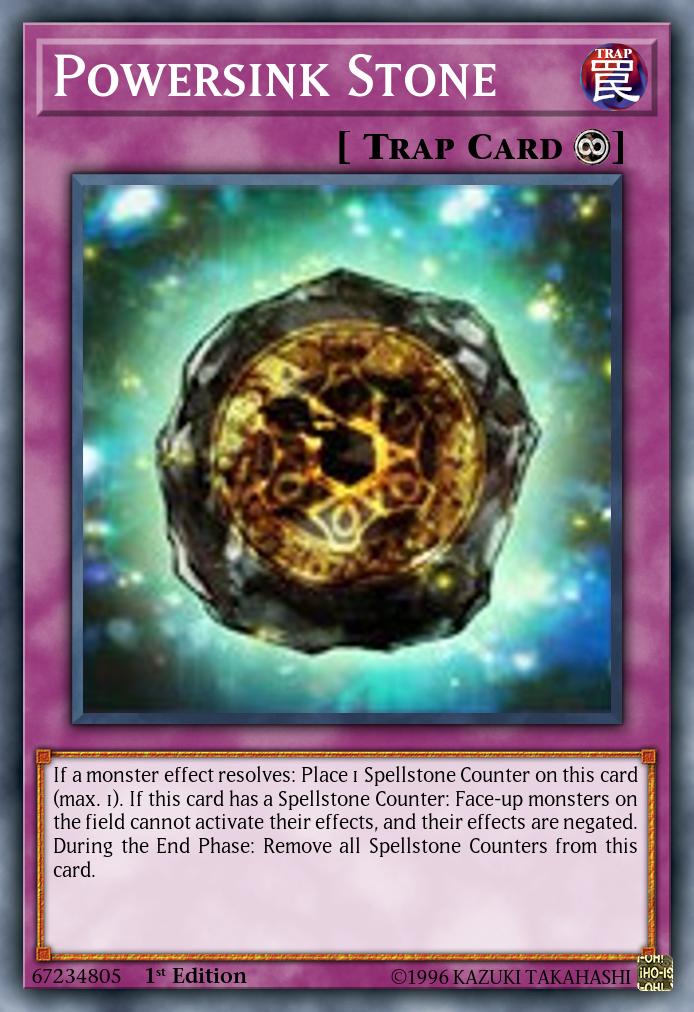 POWERSINK STONE
TRAP
罠
[ TRAP CARD ]
If a monster effect resolves: Place 1 Spellstone Counter on this card
(max. 1). If this card has a Spellstone Counter: Face-up monsters on
the field cannot activate their effects, and their effects are negated.
During the End Phase: Remove all Spellstone Counters from this
card.
67234805 1st Edition ©1996 KAZUKI TAKAHASHI